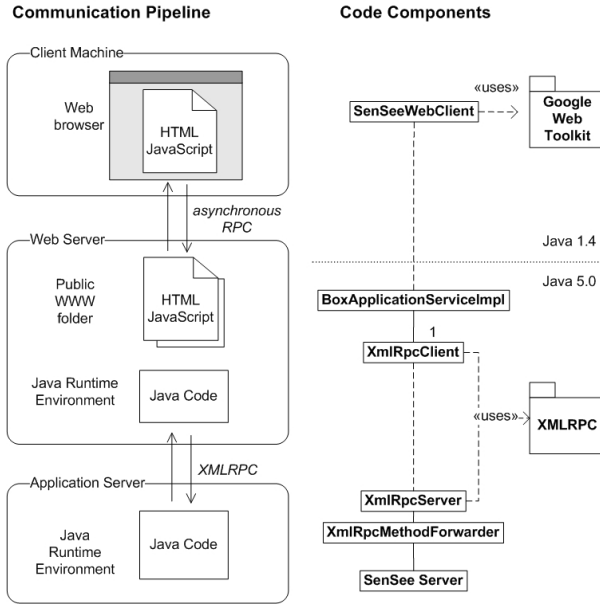 Communication Pipeline
Client Machine
Web
browser
HTML
JavaScript
asynchronous
RPC
Web Server
Public
WWW
folder
HTML
JavaScript
Java Runtime
Environment
Java Code
XMLRPC
Application Server
Java
Runtime
Environment
Java Code
Code Components
SenSeeWebClient
«uses»
Google
Web
Toolkit
Java 1.4
Java 5.0
BoxApplicationServiceImpl
1
XmlRpcClient
«uses»
XMLRPC
XmlRpcServer
XmlRpcMethodForwarder
SenSee Server